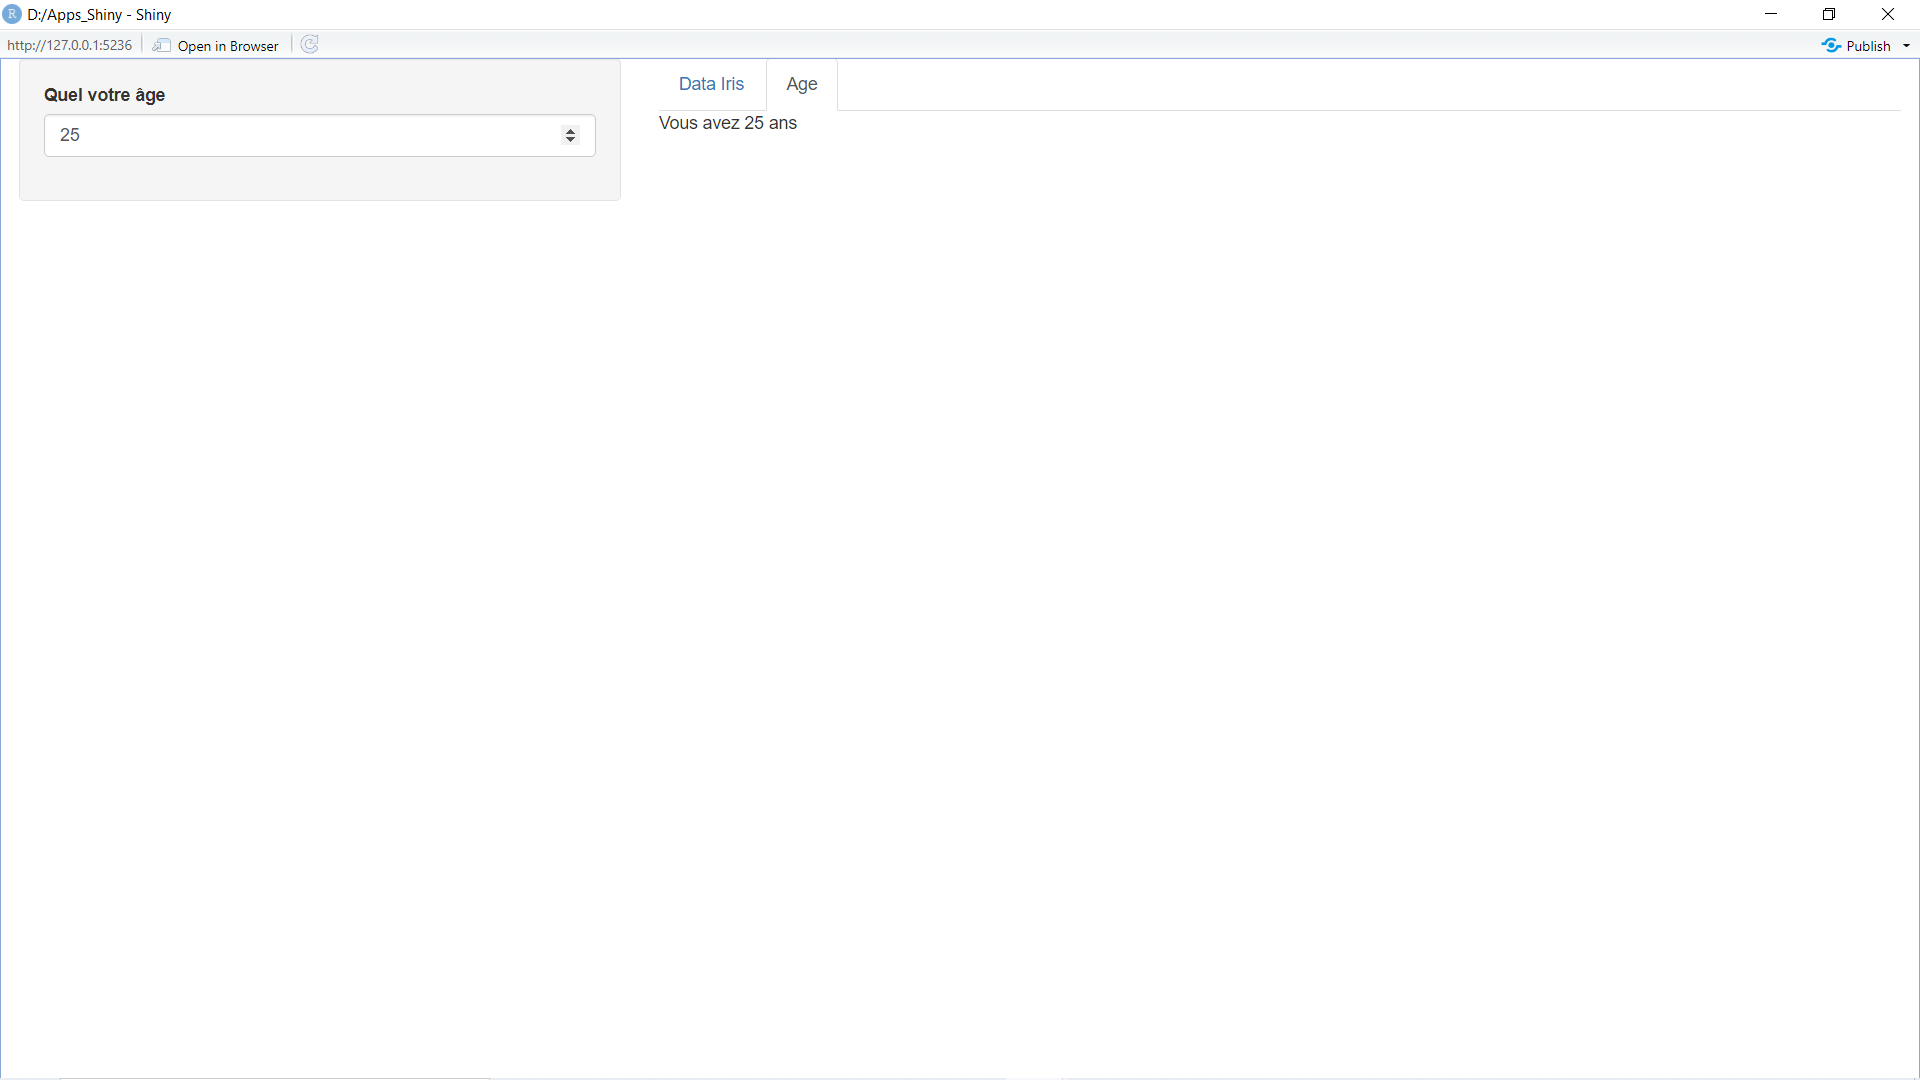 R D:/Apps_Shiny - Shiny
http://127.0.0.1:5236 Open in Browser Publish
Quel votre âge
25
Data Iris Age
Vous avez 25 ans